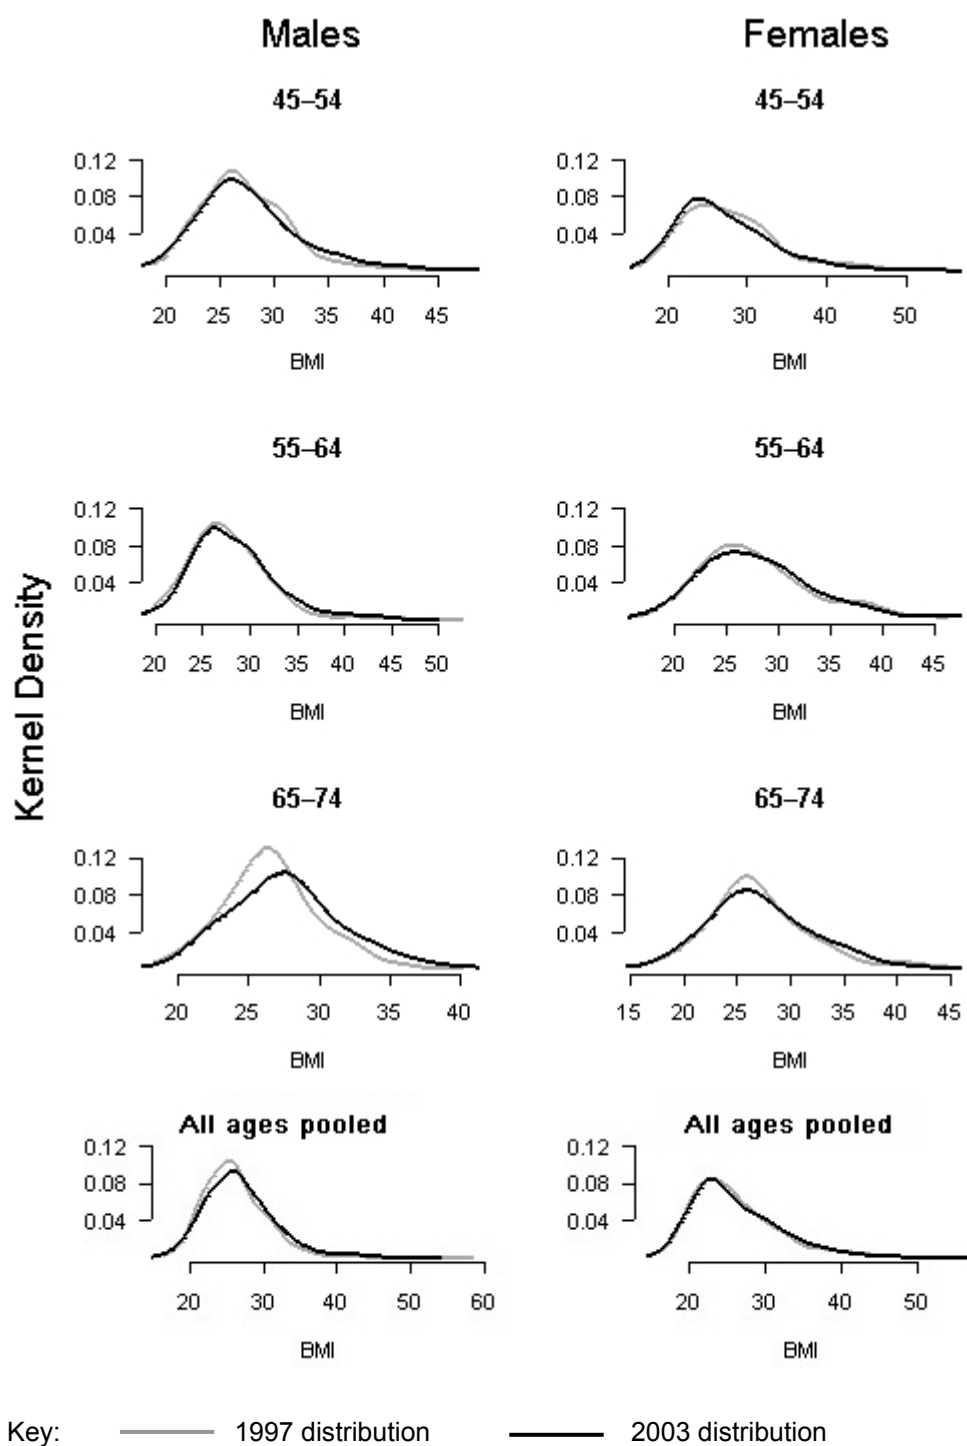 Males Females
45–54 45–54
0.12 0.12
0.08 0.08
0.04 0.04
20 25 30 35 40 45 20 30 40 50
BMI BMI
55–64 55–64
0.12 0.12
0.08 0.08
0.04 0.04
20 25 30 35 40 45 50 20 25 30 35 40 45
BMI BMI
Kernel Density
65–74 65–74
0.12 0.12
0.08 0.08
0.04 0.04
20 25 30 35 40 15 20 25 30 35 40 45
BMI BMI
All ages pooled All ages pooled
0.12 0.12
0.08 0.08
0.04 0.04
20 30 40 50 60 20 30 40 50
BMI BMI
Key: 1997 distribution 2003 distribution